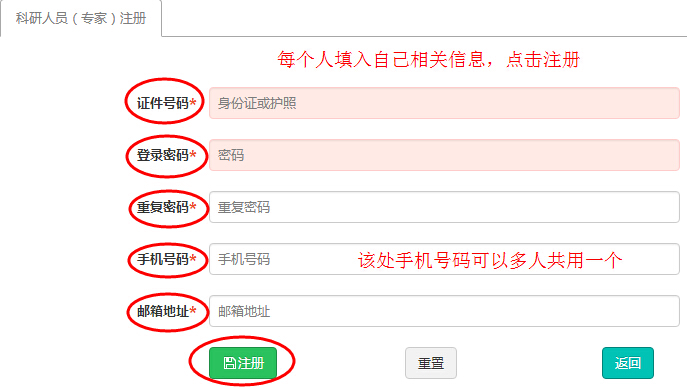 科研人员（专家）注册
每个人填入自己相关信息，点击注册
证件号码* 身份证或护照
登录密码* 密码
重复密码* 重复密码
手机号码* 手机号码 该处手机号码可以多人共用一个
邮箱地址* 邮箱地址
注册 重置 返回